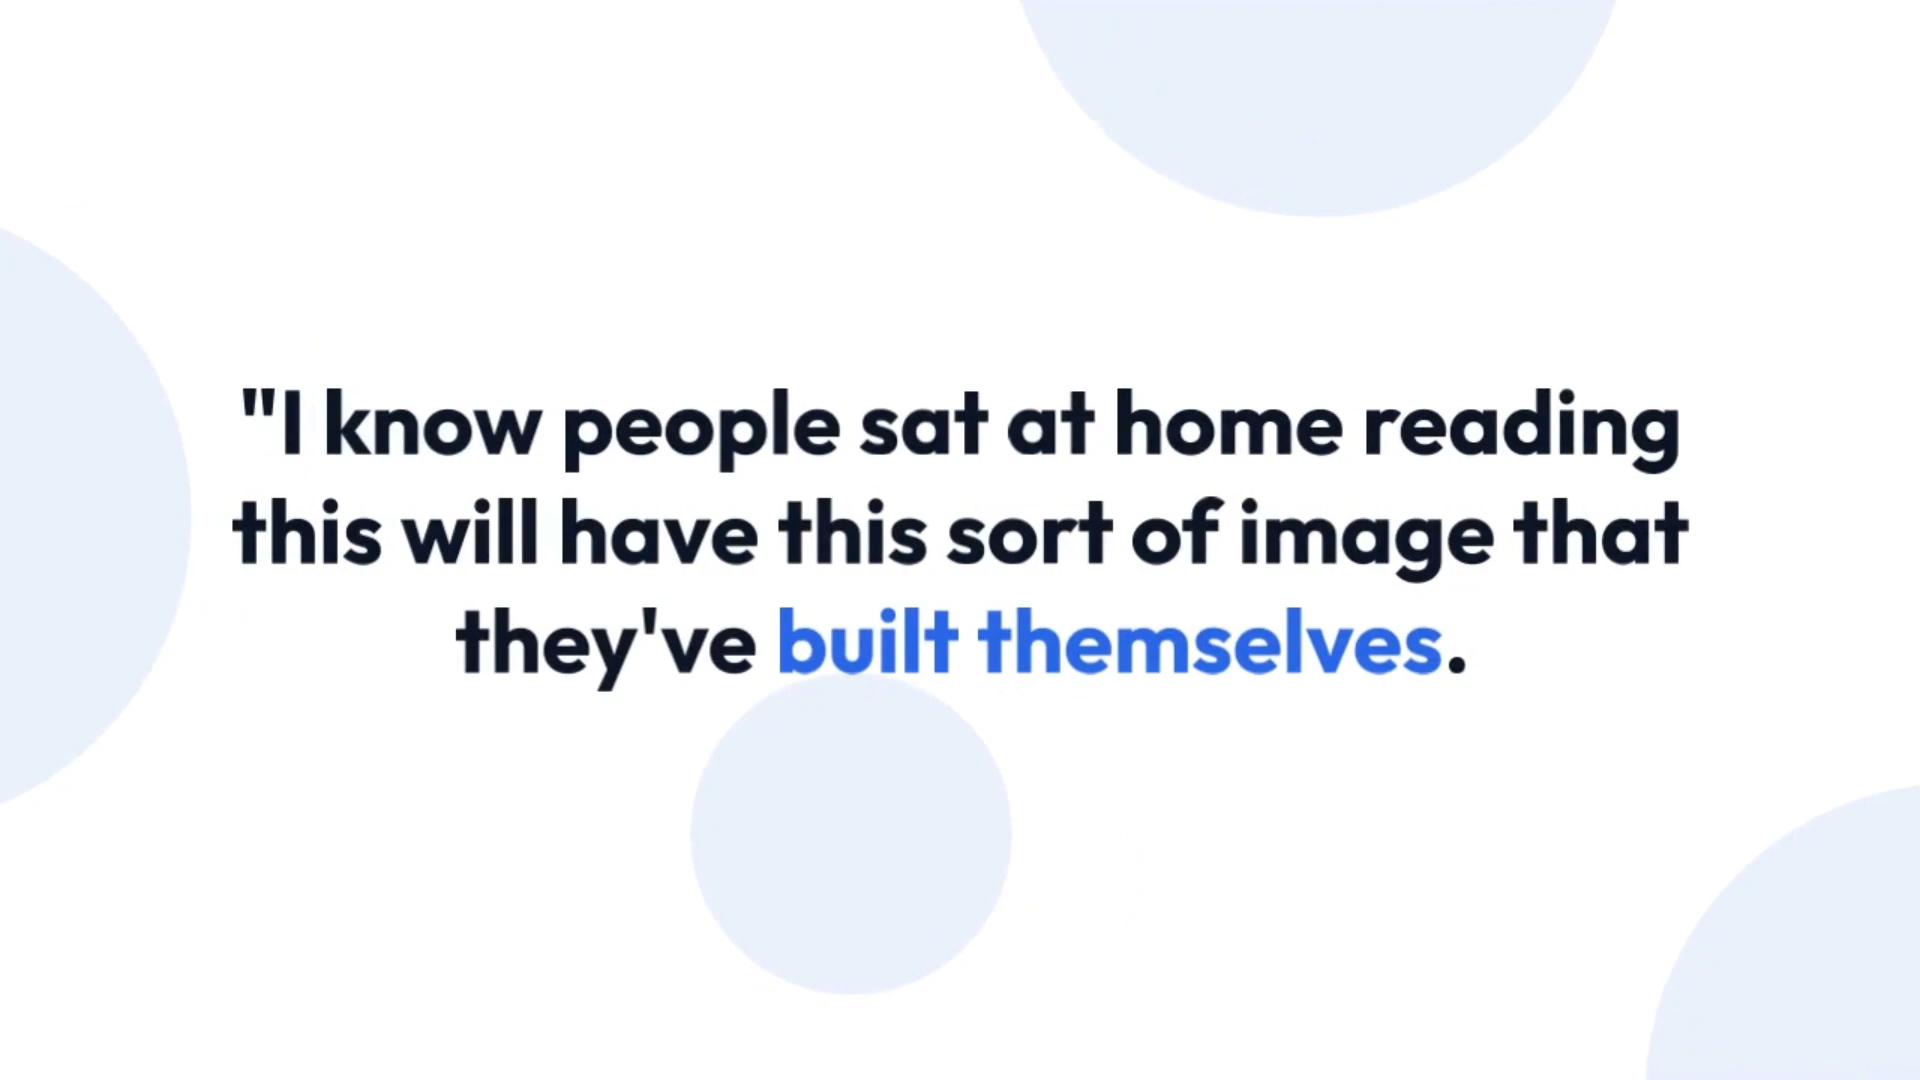 "I know people sat at home reading
this will have this sort of image that
they've built themselves.